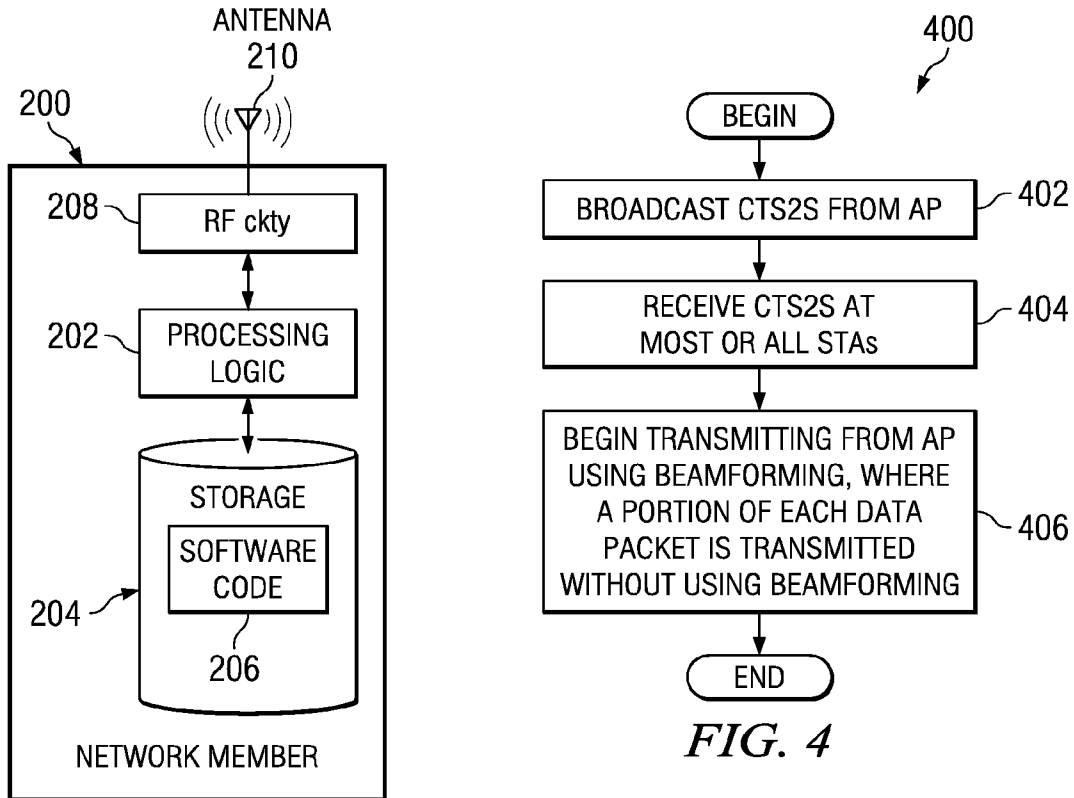 ANTENNA
210
200
208
RF ckty
202
PROCESSING
LOGIC
STORAGE
SOFTWARE
CODE
204
206
NETWORK MEMBER
400
BEGIN
BROADCAST CTS2S FROM AP
402
RECEIVE CTS2S AT
MOST OR ALL STAs
404
BEGIN TRANSMITTING FROM AP
USING BEAMFORMING, WHERE
A PORTION OF EACH DATA
PACKET IS TRANSMITTED
WITHOUT USING BEAMFORMING
406
END
FIG. 4